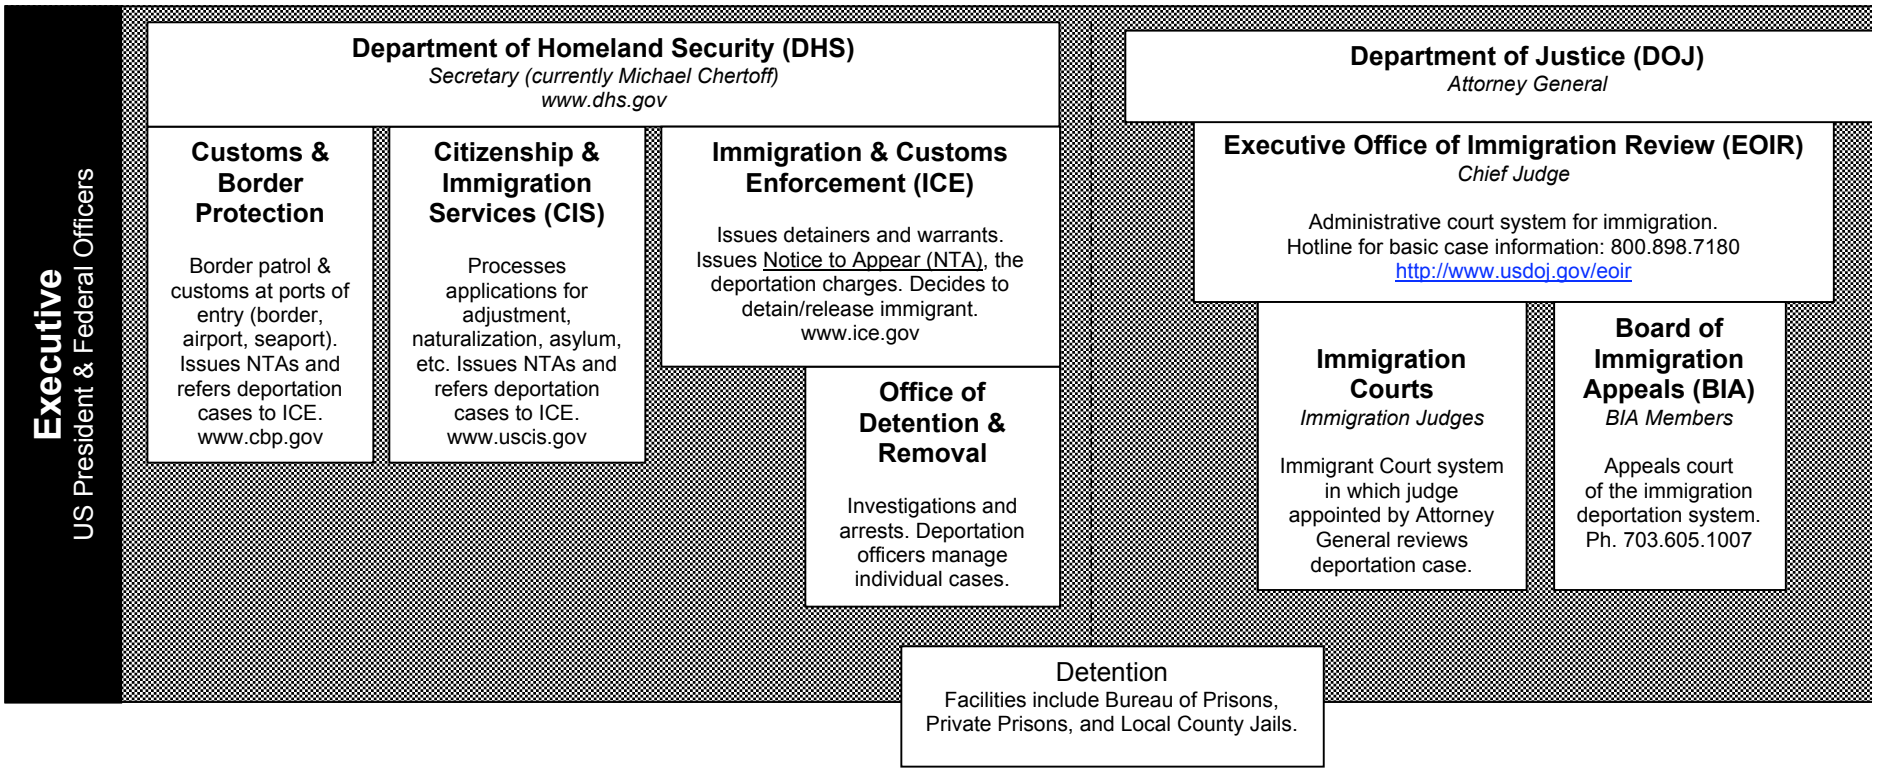 Executive
US President & Federal Officers
Department of Homeland Security (DHS)
Secretary (currently Michael Chertoff)
www.dhs.gov
Customs &
Border
Protection
Border patrol &
customs at ports of
entry (border,
airport, seaport).
Issues NTAs and
refers deportation
cases to ICE.
www.cbp.gov
Citizenship &
Immigration
Services (CIS)
Processes
applications for
adjustment,
naturalization, asylum,
etc. Issues NTAs and
refers deportation
cases to ICE.
www.uscis.gov
Immigration & Customs
Enforcement (ICE)
Issues detainers and warrants.
Issues Notice to Appear (NTA), the
deportation charges. Decides to
detain/release immigrant.
www.ice.gov
Office of
Detention &
Removal
Investigations and
arrests. Deportation
officers manage
individual cases.
Department of Justice (DOJ)
Attorney General
Executive Office of Immigration Review (EOIR)
Chief Judge
Administrative court system for immigration.
Hotline for basic case information: 800.898.7180
http://www.usdoj.gov/eoir
Immigration
Courts
Immigration Judges
Immigrant Court system
in which judge
appointed by Attorney
General reviews
deportation case.
Board of
Immigration
Appeals (BIA)
BIA Members
Appeals court
of the immigration
deportation system.
Ph. 703.605.1007
Detention
Facilities include Bureau of Prisons,
Private Prisons, and Local County Jails.